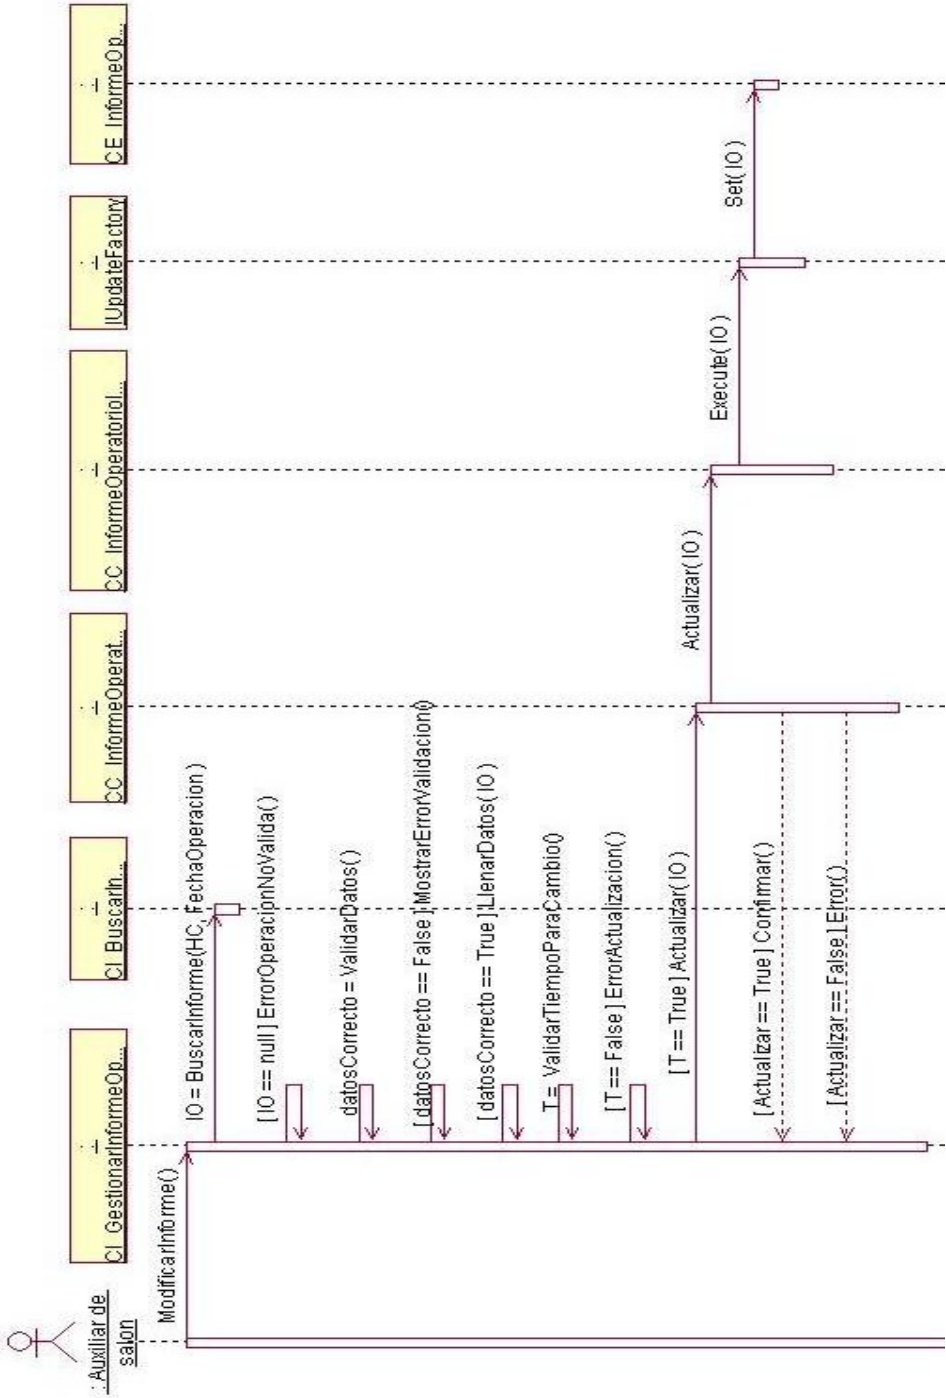 : Auxiliar de
salon
CI_GestionarInformeOp...
CI_BuscarIn...
CC_InformeOperat...
CC_InformeOperatorioI...
IUpdateFactory
CE_InformeOp...
ModificarInforme()
IO = BuscarInforme(HC, FechaOperacion )
[ IO == null ] ErrorOperacipnNoValida()
datosCorrecto = ValidarDatos()
[ datosCorrecto == False ] MostrarErrorValidacion()
[ datosCorrecto == True ] LlenarDatos( IO )
T = ValidarTiempoParaCambio()
[ T == False ] ErrorActualizacion()
[ T == True ] Actualizar( IO )
Actualizar( IO )
Execute( IO )
Set( IO )
[ Actualizar == True ] Confirmar()
[ Actualizar == False ] Error()